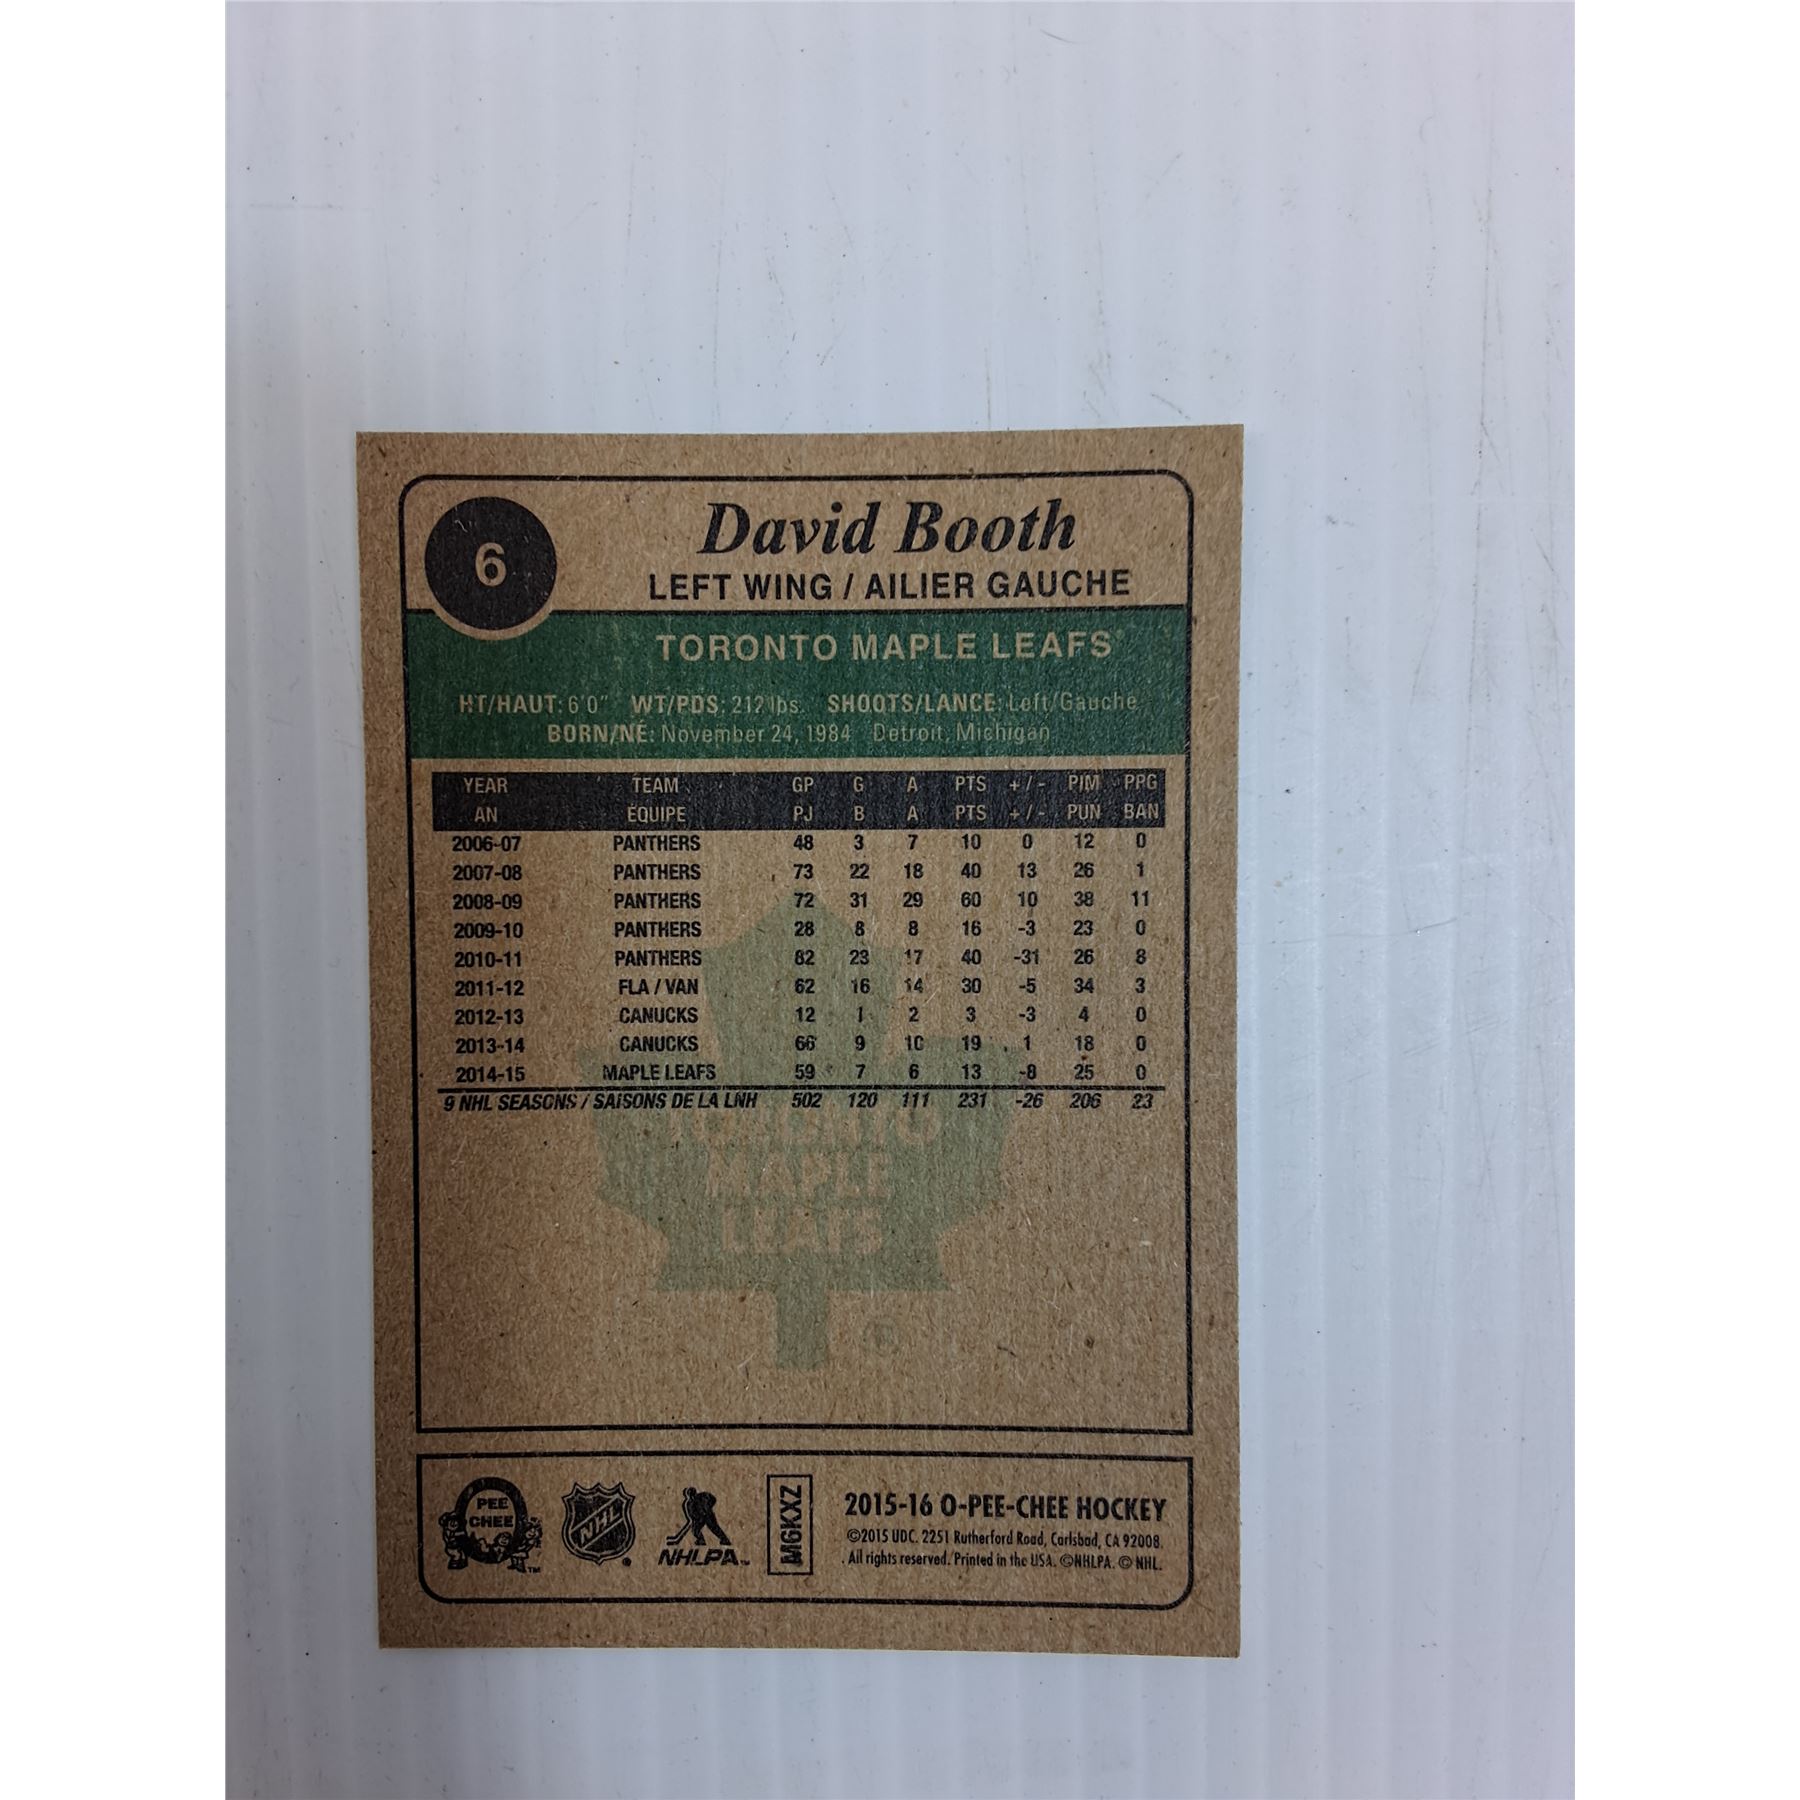 6
David Booth
LEFT WING / AILIER GAUCHE
TORONTO MAPLE LEAFS
HT/HAUT: 6'0" WT/PDS: 212 lbs. SHOOTS/LANCE: Left/Gauche
BORN/NÉ: November 24, 1984 Detroit, Michigan
YEAR TEAM GP G A PTS +/- PIM PPG
AN ÉQUIPE PJ B A PTS +/- PUN BAN
2006-07 PANTHERS 48 3 7 10 0 12 0
2007-08 PANTHERS 73 22 18 40 13 26 1
2008-09 PANTHERS 72 31 29 60 10 38 11
2009-10 PANTHERS 28 8 8 16 -3 23 0
2010-11 PANTHERS 82 23 17 40 -31 26 8
2011-12 FLA / VAN 62 16 14 30 -5 34 3
2012-13 CANUCKS 12 1 2 3 -3 4 0
2013-14 CANUCKS 66 9 10 19 1 18 0
2014-15 MAPLE LEAFS 59 7 6 13 -8 25 0
9 NHL SEASONS / SAISONS DE LA LNH 502 120 111 231 -26 206 23
TORONTO
MAPLE
LEAFS
®
PEE
CHEE
™
NHL
®
NHLPA™
MGKXZ
2015-16 O-PEE-CHEE HOCKEY
©2015 UDC. 2251 Rutherford Road, Carlsbad, CA 92008.
All rights reserved. Printed in the USA. ©NHLPA. © NHL.